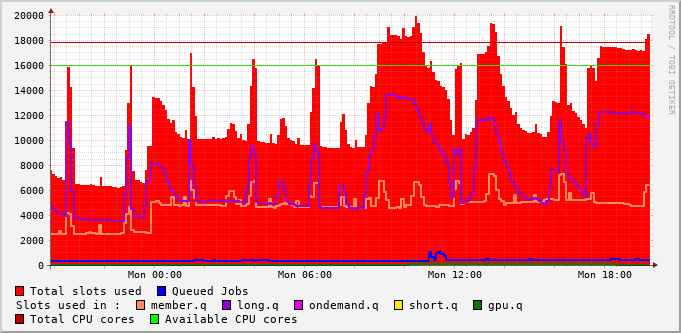 20000
18000
16000
14000
12000
10000
8000
6000
4000
2000
0
Mon 00:00 Mon 06:00 Mon 12:00 Mon 18:00
Total slots used Queued Jobs
Slots used in : member.q long.q ondemand.q short.q gpu.q
Total CPU cores Available CPU cores
RRDTOOL / TOBI OETIKER